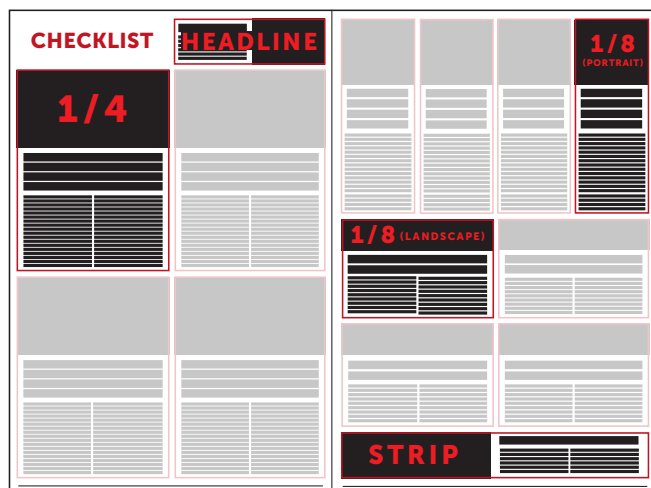 CHECKLIST
HEADLINE
1/4
1/8
(PORTRAIT)
1/8 (LANDSCAPE)
STRIP